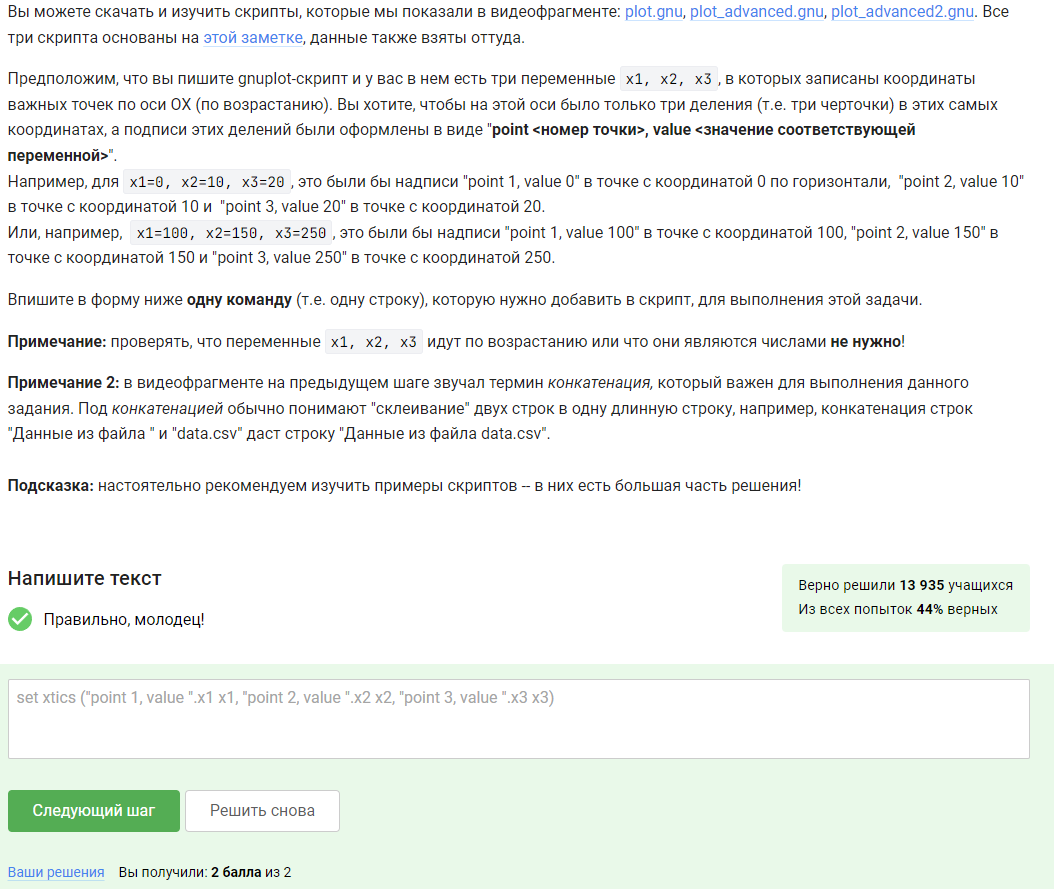 Вы можете скачать и изучить скрипты, которые мы показали в видеофрагменте: plot.gnu, plot_advanced.gnu, plot_advanced2.gnu. Все
три скрипта основаны на этой заметке, данные также взяты оттуда.
Предположим, что вы пишите gnuplot-скрипт и у вас в нем есть три переменные x1, x2, x3, в которых записаны координаты
важных точек по оси OX (по возрастанию). Вы хотите, чтобы на этой оси было только три деления (т.е. три черточки) в этих самых
координатах, а подписи этих делений были оформлены в виде "point <номер точки>, value <значение соответствующей
переменной>".
Например, для x1=0, x2=10, x3=20, это были бы надписи "point 1, value 0" в точке с координатой 0 по горизонтали, "point 2, value 10"
в точке с координатой 10 и "point 3, value 20" в точке с координатой 20.
Или, например, x1=100, x2=150, x3=250, это были бы надписи "point 1, value 100" в точке с координатой 100, "point 2, value 150" в
точке с координатой 150 и "point 3, value 250" в точке с координатой 250.
Впишите в форму ниже одну команду (т.е. одну строку), которую нужно добавить в скрипт, для выполнения этой задачи.
Примечание: проверять, что переменные x1, x2, x3 идут по возрастанию или что они являются числами не нужно!
Примечание 2: в видеофрагменте на предыдущем шаге звучал термин конкатенация, который важен для выполнения данного
задания. Под конкатенацией обычно понимают "склеивание" двух строк в одну длинную строку, например, конкатенация строк
"Данные из файла " и "data.csv" даст строку "Данные из файла data.csv".
Подсказка: настоятельно рекомендуем изучить примеры скриптов -- в них есть большая часть решения!
Напишите текст
Верно решили 13 935 учащихся
Из всех попыток 44% верных
Правильно, молодец!
set xtics ("point 1, value ".x1 x1, "point 2, value ".x2 x2, "point 3, value ".x3 x3)
Следующий шаг Решить снова
Ваши решения Вы получили: 2 балла из 2